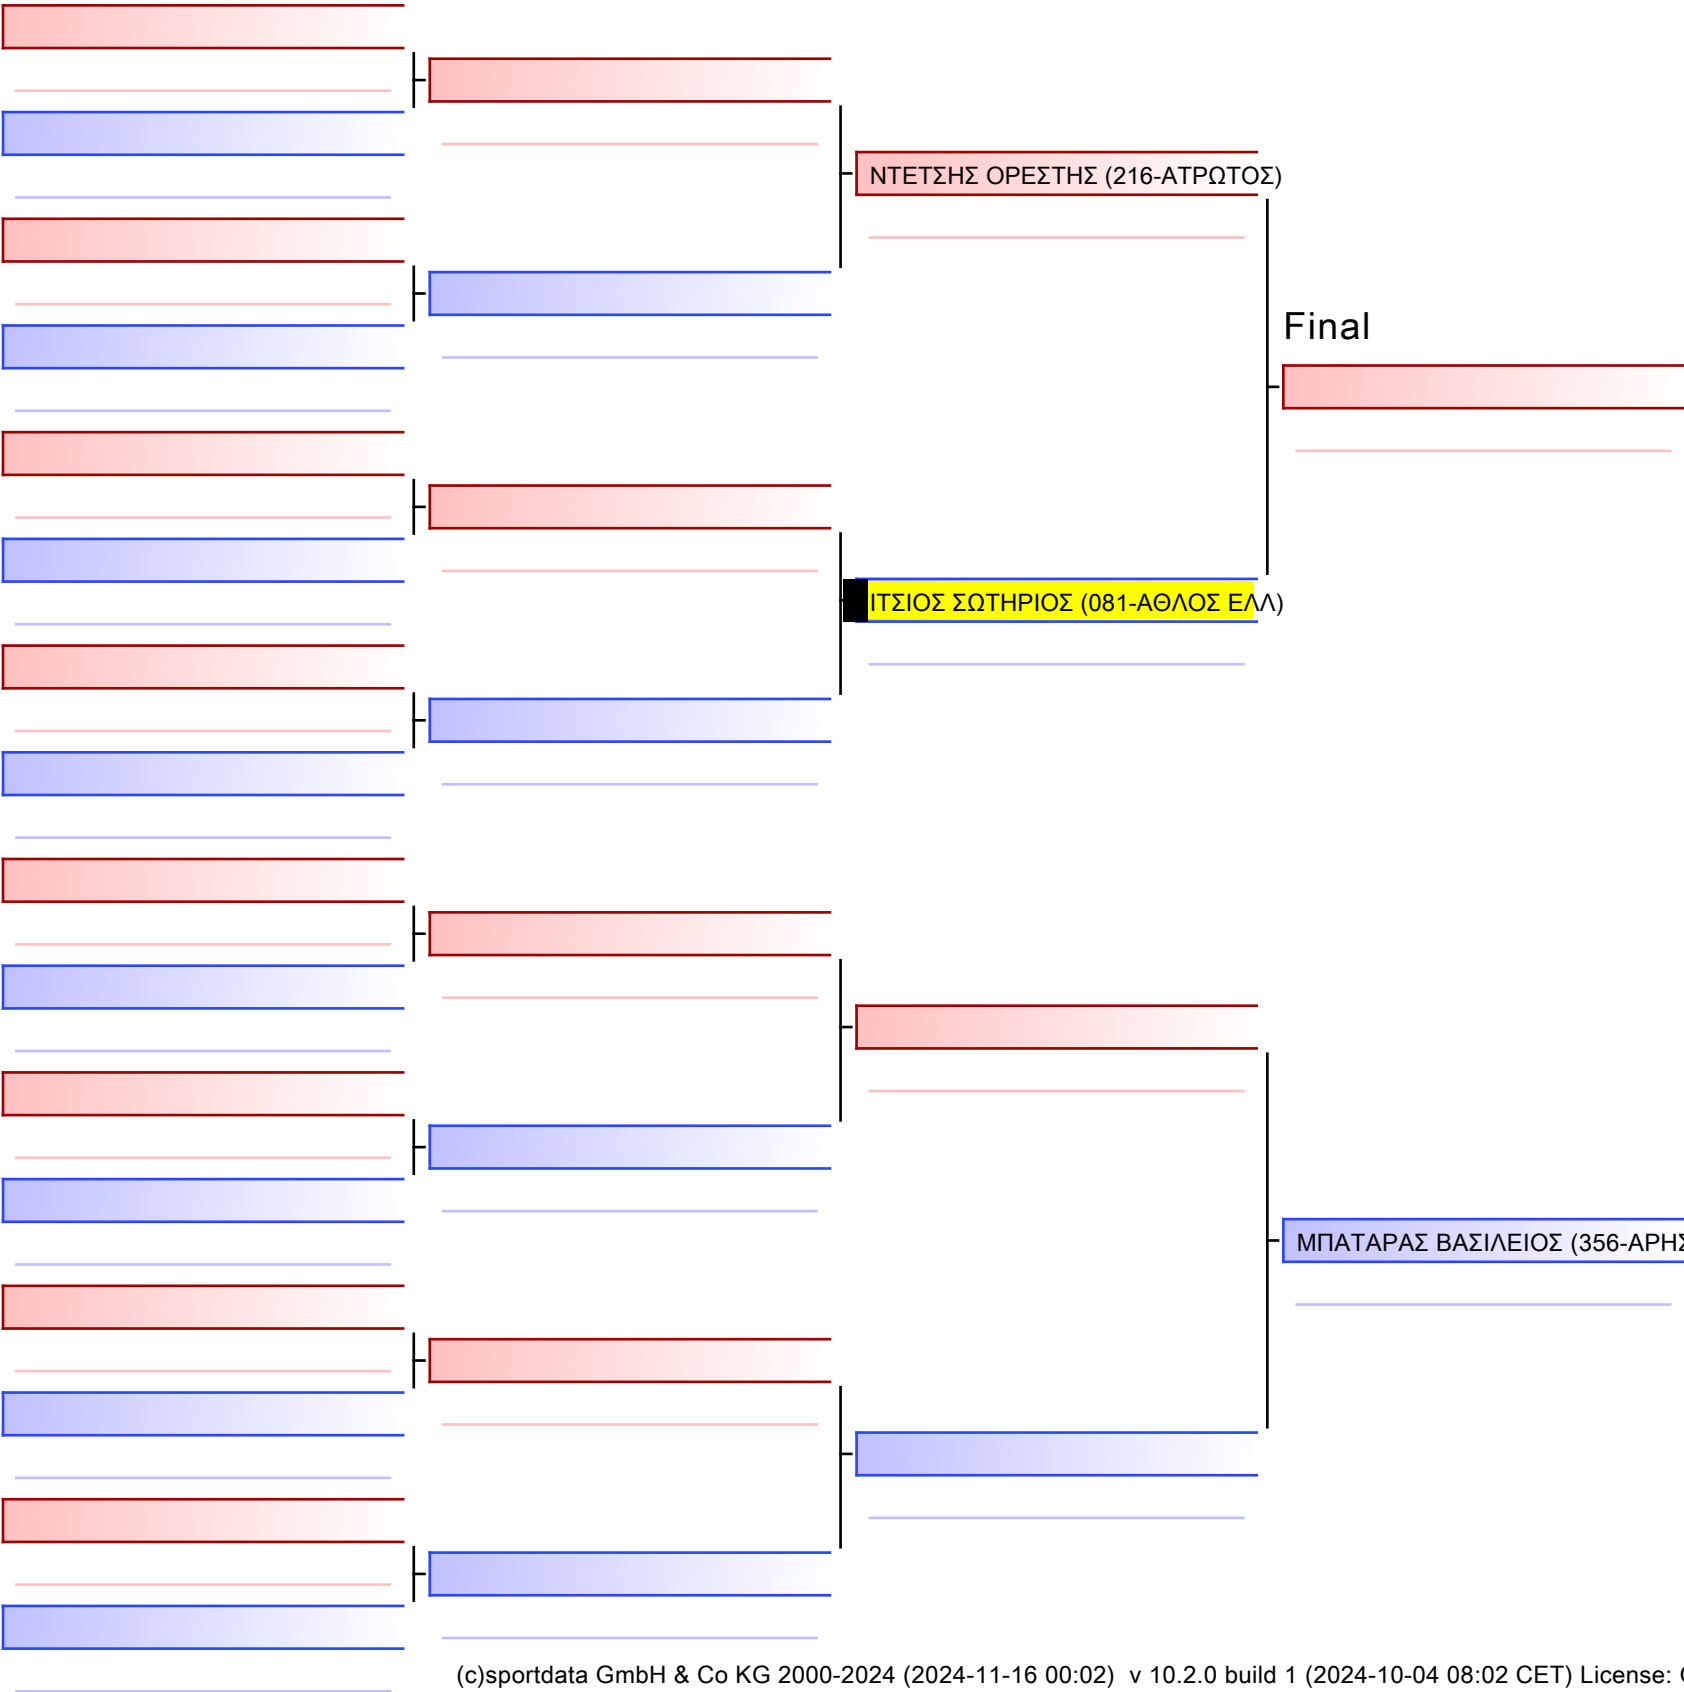 ΝΤΕΤΣΗΣ ΟΡΕΣΤΗΣ (216-ΑΤΡΩΤΟΣ)
Final
ΙΤΣΙΟΣ ΣΩΤΗΡΙΟΣ (081-ΑΘΛΟΣ ΕΛΛ)
ΜΠΑΤΑΡΑΣ ΒΑΣΙΛΕΙΟΣ (356-ΑΡΗΣ
(c)sportdata GmbH & Co KG 2000-2024 (2024-11-16 00:02) v 10.2.0 build 1 (2024-10-04 08:02 CET) License: